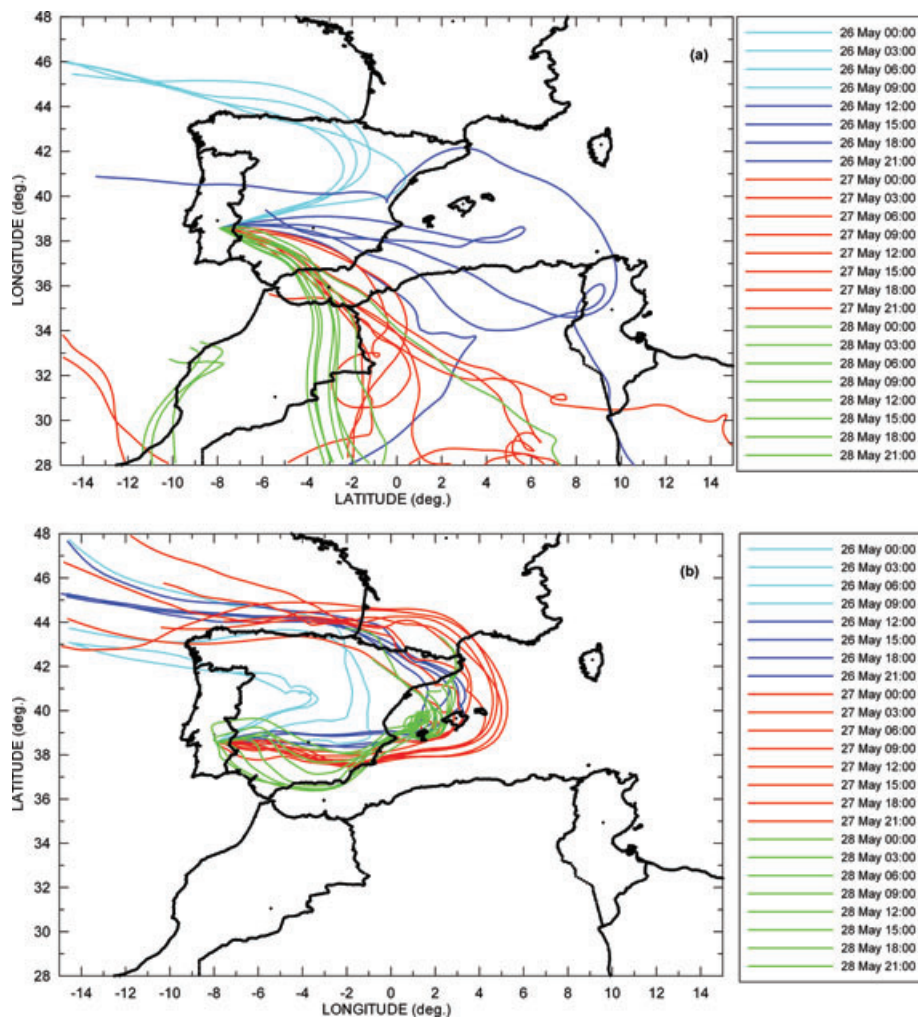 48
46
44
42
40
38
36
34
32
30
28
LONGITUDE (deg.)
(a)
-14 -12 -10 -8 -6 -4 -2 0 2 4 6 8 10 12 14
LATITUDE (deg.)
26 May 00:00
26 May 03:00
26 May 06:00
26 May 09:00
26 May 12:00
26 May 15:00
26 May 18:00
26 May 21:00
27 May 00:00
27 May 03:00
27 May 06:00
27 May 09:00
27 May 12:00
27 May 15:00
27 May 18:00
27 May 21:00
28 May 00:00
28 May 03:00
28 May 06:00
28 May 09:00
28 May 12:00
28 May 15:00
28 May 18:00
28 May 21:00
48
46
44
42
40
38
36
34
32
30
28
LATITUDE (deg.)
(b)
-14 -12 -10 -8 -6 -4 -2 0 2 4 6 8 10 12 14
LONGITUDE (deg.)
26 May 00:00
26 May 03:00
26 May 06:00
26 May 09:00
26 May 12:00
26 May 15:00
26 May 18:00
26 May 21:00
27 May 00:00
27 May 03:00
27 May 06:00
27 May 09:00
27 May 12:00
27 May 15:00
27 May 18:00
27 May 21:00
28 May 00:00
28 May 03:00
28 May 06:00
28 May 09:00
28 May 12:00
28 May 15:00
28 May 18:00
28 May 21:00